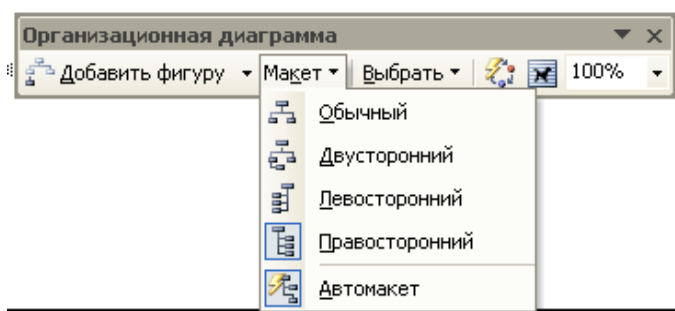 Организационная диаграмма
Добавить фигуру Макет Выбрать 100%
Обычный
Двусторонний
Левосторонний
Правосторонний
Автомакет